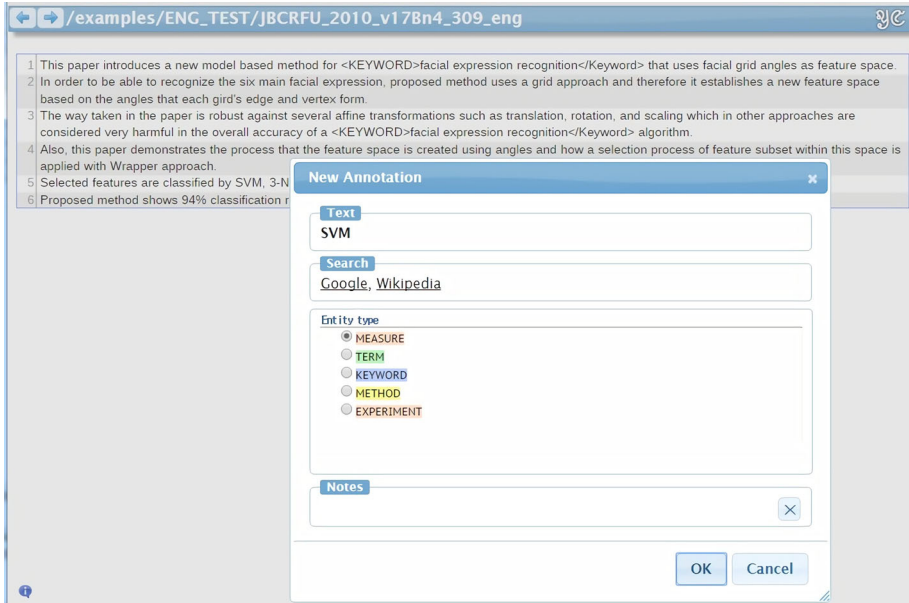 /examples/ENG_TEST/JBCRFU_2010_v17Bn4_309_eng
1 This paper introduces a new model based method for <KEYWORD>facial expression recognition</Keyword> that uses facial grid angles as feature space.
2 In order to be able to recognize the six main facial expression, proposed method uses a grid approach and therefore it establishes a new feature space
based on the angles that each gird's edge and vertex form.
3 The way taken in the paper is robust against several affine transformations such as translation, rotation, and scaling which in other approaches are
considered very harmful in the overall accuracy of a <KEYWORD>facial expression recognition</Keyword> algorithm.
4 Also, this paper demonstrates the process that the feature space is created using angles and how a selection process of feature subset within this space is
applied with Wrapper approach.
5 Selected features are classified by SVM, 3-N
6 Proposed method shows 94% classification r
New Annotation
Text
SVM
Search
Google, Wikipedia
Entity type
MEASURE
TERM
KEYWORD
METHOD
EXPERIMENT
Notes
OK Cancel